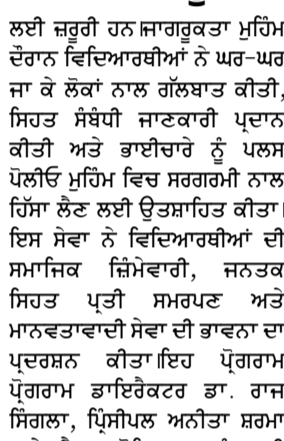 ਲਈ ਜ਼ਰੂਰੀ ਹਨ।ਜਾਗਰੂਕਤਾ ਮੁਹਿੰਮ
ਦੌਰਾਨ ਵਿਦਿਆਰਥੀਆਂ ਨੇ ਘਰ-ਘਰ
ਜਾ ਕੇ ਲੋਕਾਂ ਨਾਲ ਗੱਲਬਾਤ ਕੀਤੀ,
ਸਿਹਤ ਸੰਬੰਧੀ ਜਾਣਕਾਰੀ ਪ੍ਰਦਾਨ
ਕੀਤੀ ਅਤੇ ਭਾਈਚਾਰੇ ਨੂੰ ਪਲਸ
ਪੋਲੀਓ ਮੁਹਿੰਮ ਵਿਚ ਸਰਗਰਮੀ ਨਾਲ
ਹਿੱਸਾ ਲੈਣ ਲਈ ਉਤਸ਼ਾਹਿਤ ਕੀਤਾ।
ਇਸ ਸੇਵਾ ਨੇ ਵਿਦਿਆਰਥੀਆਂ ਦੀ
ਸਮਾਜਿਕ ਜ਼ਿੰਮੇਵਾਰੀ, ਜਨਤਕ
ਸਿਹਤ ਪ੍ਰਤੀ ਸਮਰਪਣ ਅਤੇ
ਮਾਨਵਤਾਵਾਦੀ ਸੇਵਾ ਦੀ ਭਾਵਨਾ ਦਾ
ਪ੍ਰਦਰਸ਼ਨ ਕੀਤਾ।ਇਹ ਪ੍ਰੋਗਰਾਮ
ਪ੍ਰੋਗਰਾਮ ਡਾਇਰੈਕਟਰ ਡਾ. ਰਾਜ
ਸਿੰਗਲਾ, ਪ੍ਰਿੰਸੀਪਲ ਅਨੀਤਾ ਸ਼ਰਮਾ